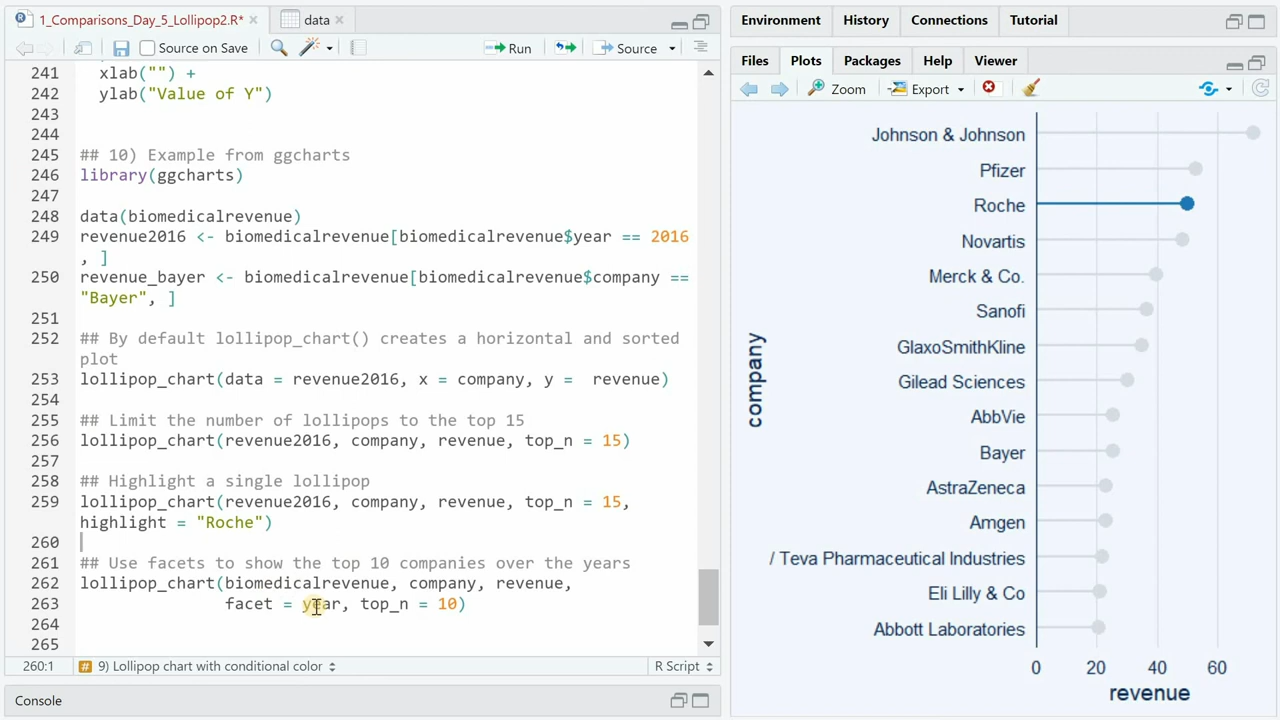 1_Comparisons_Day_5_Lollipop2.R*
data
Source on Save
Run
Source
241 xlab("") +
242 ylab("Value of Y")
243
244
245 ## 10) Example from ggcharts
246 library(ggcharts)
247
248 data(biomedicalrevenue)
249 revenue2016 <- biomedicalrevenue[biomedicalrevenue$year == 2016
, ]
250 revenue_bayer <- biomedicalrevenue[biomedicalrevenue$company ==
"Bayer", ]
251
252 ## By default lollipop_chart() creates a horizontal and sorted
plot
253 lollipop_chart(data = revenue2016, x = company, y =  revenue)
254
255 ## Limit the number of lollipops to the top 15
256 lollipop_chart(revenue2016, company, revenue, top_n = 15)
257
258 ## Highlight a single lollipop
259 lollipop_chart(revenue2016, company, revenue, top_n = 15,
highlight = "Roche")
260
261 ## Use facets to show the top 10 companies over the years
262 lollipop_chart(biomedicalrevenue, company, revenue,
263 facet = year, top_n = 10)
264
265
260:1
9) Lollipop chart with conditional color
R Script
Console
Environment
History
Connections
Tutorial
Files
Plots
Packages
Help
Viewer
Zoom
Export
Johnson & Johnson
Pfizer
Roche
Novartis
Merck & Co.
Sanofi
GlaxoSmithKline
Gilead Sciences
AbbVie
Bayer
AstraZeneca
Amgen
/ Teva Pharmaceutical Industries
Eli Lilly & Co
Abbott Laboratories
company
0 20 40 60
revenue